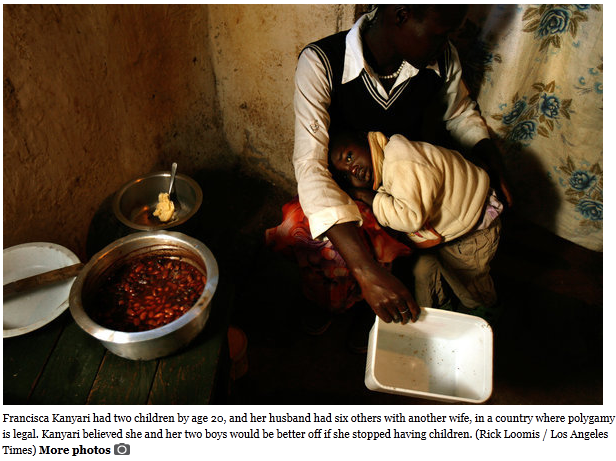 Francisca Kanyari had two children by age 20, and her husband had six others with another wife, in a country where polygamy
is legal. Kanyari believed she and her two boys would be better off if she stopped having children. (Rick Loomis / Los Angeles
Times) More photos